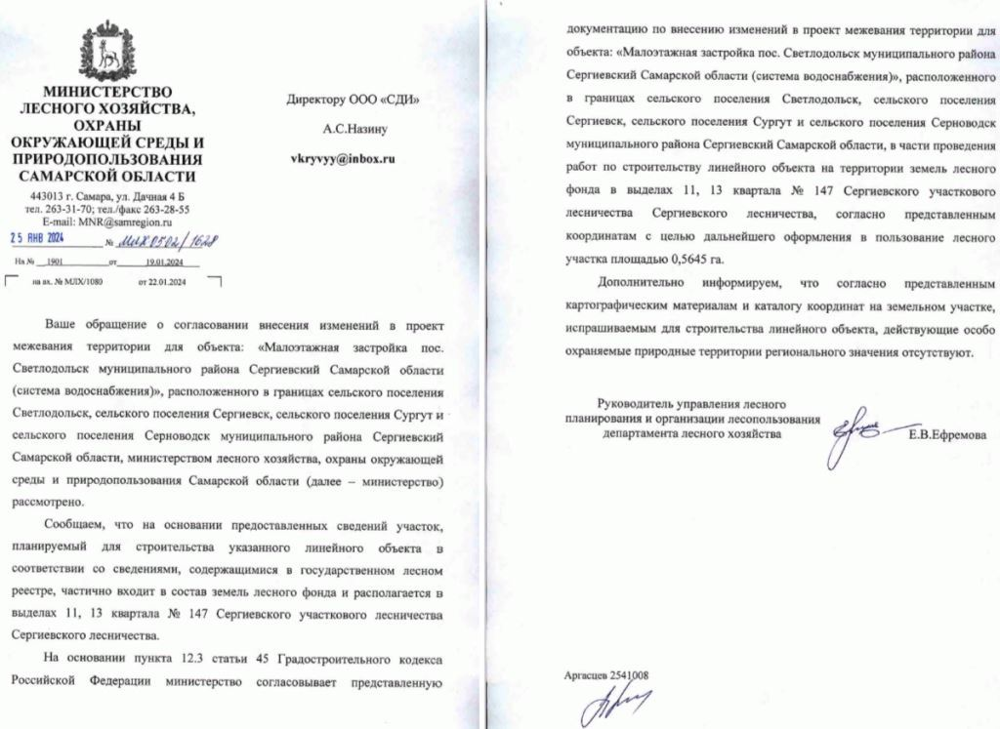 МИНИСТЕРСТВО
ЛЕСНОГО ХОЗЯЙСТВА,
ОХРАНЫ
ОКРУЖАЮЩЕЙ СРЕДЫ И
ПРИРОДОПОЛЬЗОВАНИЯ
САМАРСКОЙ ОБЛАСТИ
443013 г. Самара, ул. Дачная 4 Б
тел. 263-31-70; тел./факс 263-28-55
E-mail: MNR@samregion.ru
25 ЯНВ 2024 № МЛХ0502/1628
На № 1901 от 19.01.2024
на вх. № МЛХ/1080 от 22.01.2024
Директору ООО «СДИ»
А.С.Назину
vkryvyy@inbox.ru
Ваше обращение о согласовании внесения изменений в проект
межевания территории для объекта: «Малоэтажная застройка пос.
Светлодольск муниципального района Сергиевский Самарской области
(система водоснабжения)», расположенного в границах сельского поселения
Светлодольск, сельского поселения Сергиевск, сельского поселения Сургут и
сельского поселения Серноводск муниципального района Сергиевский
Самарской области, министерством лесного хозяйства, охраны окружающей
среды и природопользования Самарской области (далее – министерство)
рассмотрено.
Сообщаем, что на основании предоставленных сведений участок,
планируемый для строительства указанного линейного объекта в
соответствии со сведениями, содержащимися в государственном лесном
реестре, частично входит в состав земель лесного фонда и располагается в
выделах 11, 13 квартала № 147 Сергиевского участкового лесничества
Сергиевского лесничества.
На основании пункта 12.3 статьи 45 Градостроительного кодекса
Российской Федерации министерство согласовывает представленную
документацию по внесению изменений в проект межевания территории для
объекта: «Малоэтажная застройка пос. Светлодольск муниципального района
Сергиевский Самарской области (система водоснабжения)», расположенного
в границах сельского поселения Светлодольск, сельского поселения
Сергиевск, сельского поселения Сургут и сельского поселения Серноводск
муниципального района Сергиевский Самарской области, в части проведения
работ по строительству линейного объекта на территории земель лесного
фонда в выделах 11, 13 квартала № 147 Сергиевского участкового
лесничества Сергиевского лесничества, согласно представленным
координатам с целью дальнейшего оформления в пользование лесного
участка площадью 0,5645 га.
Дополнительно информируем, что согласно представленным
картографическим материалам и каталогу координат на земельном участке,
испрашиваемым для строительства линейного объекта, действующие особо
охраняемые природные территории регионального значения отсутствуют.
Руководитель управления лесного
планирования и организации лесопользования
департамента лесного хозяйства Е.В.Ефремова
Аргасцев 2541008